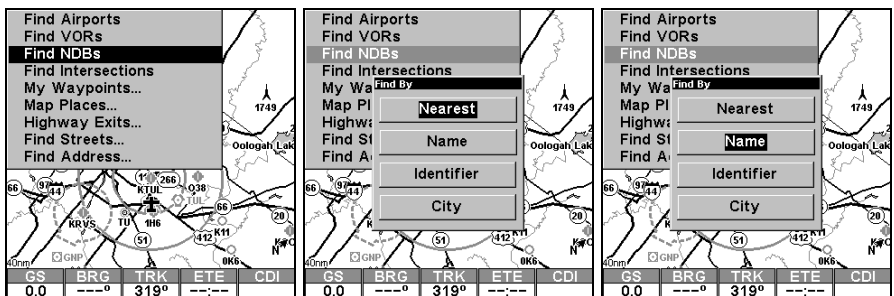 Find Airports
Find VORs
Find NDBs
Find Intersections
My Waypoints...
Map Places...
Highway Exits...
Find Streets...
Find Address...
1749
Oologah Lak
266
KTUL
O38
TUL
66
97
44
66
20
KRVS
TU
1H6
K11
51
412
N
GNP
0K6
40nm
GS BRG TRK ETE CDI
0.0 ---° 319° --:--
Find Airports
Find VORs
Find NDBs
Find Intersections
My Wa
Map Pl
Highwa
Find St
Find A
Find By
Nearest
Name
Identifier
City
1749
Oologah Lak
66
97
44
20
K11
51
412
N
GNP
0K6
40nm
GS BRG TRK ETE CDI
0.0 ---° 319° --:--
Find Airports
Find VORs
Find NDBs
Find Intersections
My Wa
Map Pl
Highwa
Find St
Find A
Find By
Nearest
Name
Identifier
City
1749
Oologah Lak
66
97
44
20
K11
51
412
N
GNP
0K6
40nm
GS BRG TRK ETE CDI
0.0 ---° 319° --:--